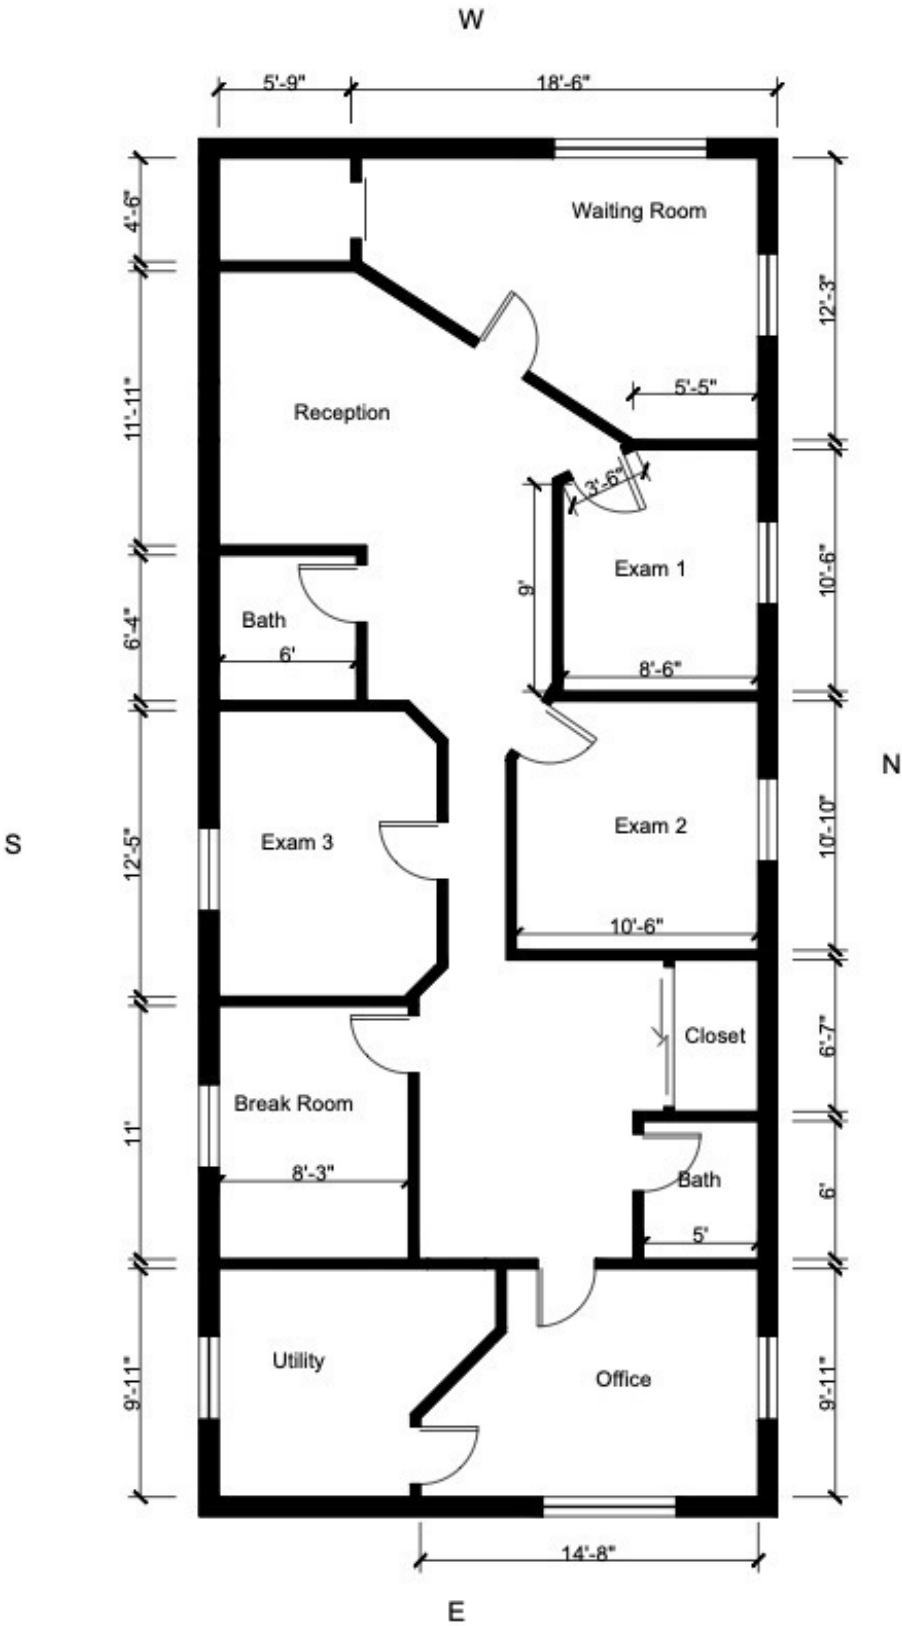 W
5'-9"
18'-6"
4'-6"
Waiting Room
12'-3"
11'-11"
5'-5"
Reception
3'-6"
Exam 1
10'-6"
9'
6'-4"
Bath
6'
8'-6"
N
S
12'-5"
Exam 3
Exam 2
10'-10"
10'-6"
Closet
6'-7"
Break Room
11'
8'-3"
Bath
6'
5'
Utility
Office
9'-11"
9'-11"
14'-8"
E